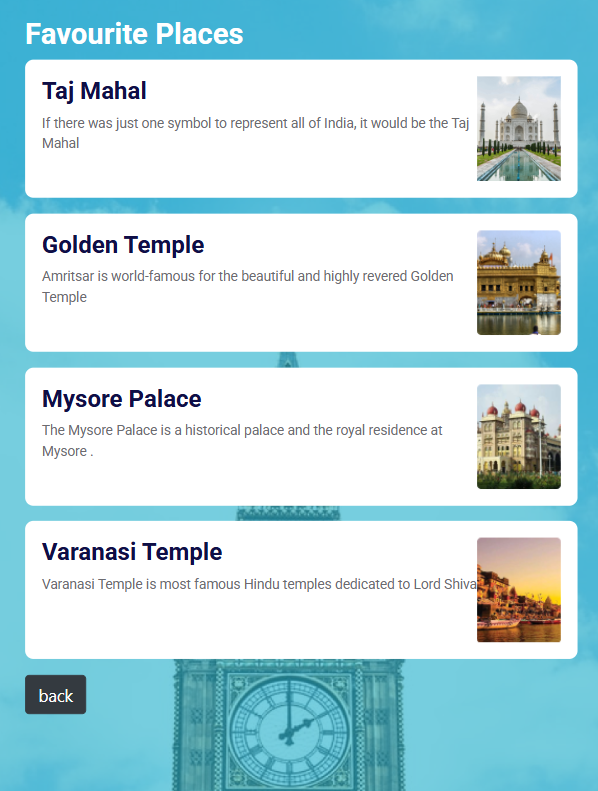 Favourite Places
Taj Mahal
If there was just one symbol to represent all of India, it would be the Taj
Mahal
Golden Temple
Amritsar is world-famous for the beautiful and highly revered Golden
Temple
Mysore Palace
The Mysore Palace is a historical palace and the royal residence at
Mysore .
Varanasi Temple
Varanasi Temple is most famous Hindu temples dedicated to Lord Shiva
back